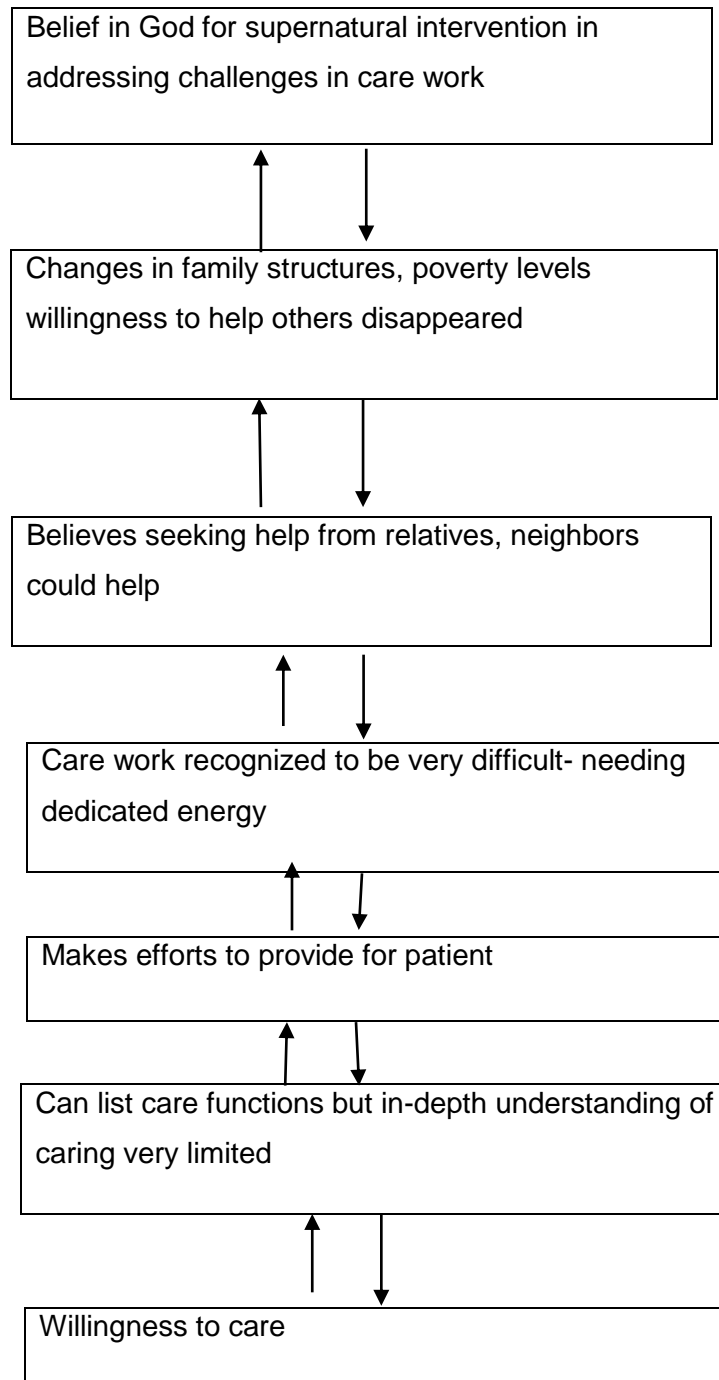 Belief in God for supernatural intervention in
addressing challenges in care work
Changes in family structures, poverty levels
willingness to help others disappeared
Believes seeking help from relatives, neighbors
could help
Care work recognized to be very difficult- needing
dedicated energy
Makes efforts to provide for patient
Can list care functions but in-depth understanding of
caring very limited
Willingness to care